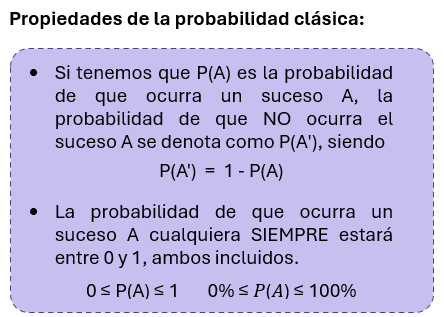 Propiedades de la probabilidad clásica:
• Si tenemos que P(A) es la probabilidad
de que ocurra un suceso A, la
probabilidad de que NO ocurra el
suceso A se denota como P(A'), siendo
P(A') = 1 - P(A)
• La probabilidad de que ocurra un
suceso A cualquiera SIEMPRE estará
entre 0 y 1, ambos incluidos.
0 ≤ P(A) ≤ 1 0% ≤ P(A) ≤ 100%